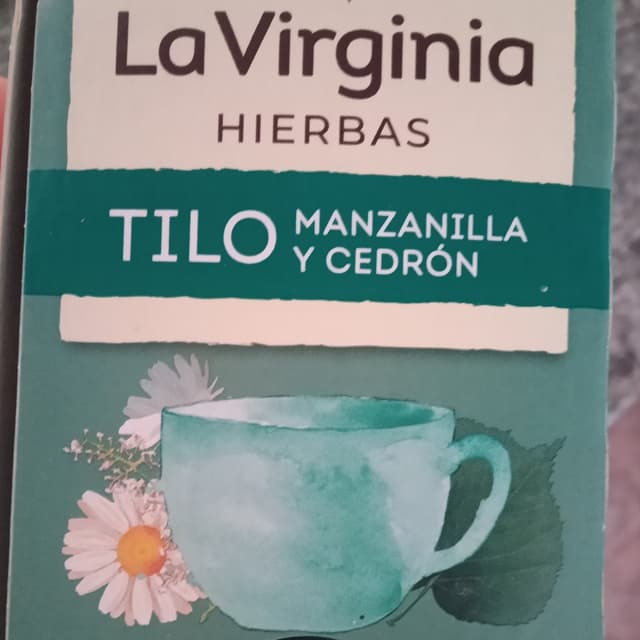 La Virginia
HIERBAS
TILO
MANZANILLA
Y CEDRÓN